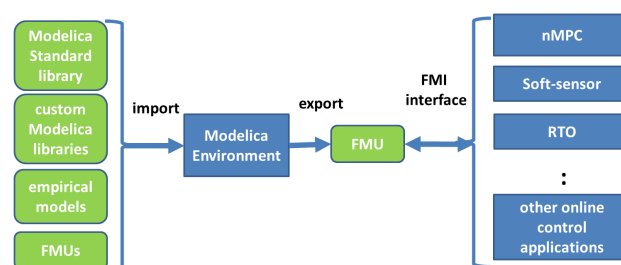 Modelica
Standard
library
custom
Modelica
libraries
empirical
models
FMUs
import
Modelica
Environment
export
FMU
FMI
interface
nMPC
Soft-sensor
RTO
:
other online
control
applications